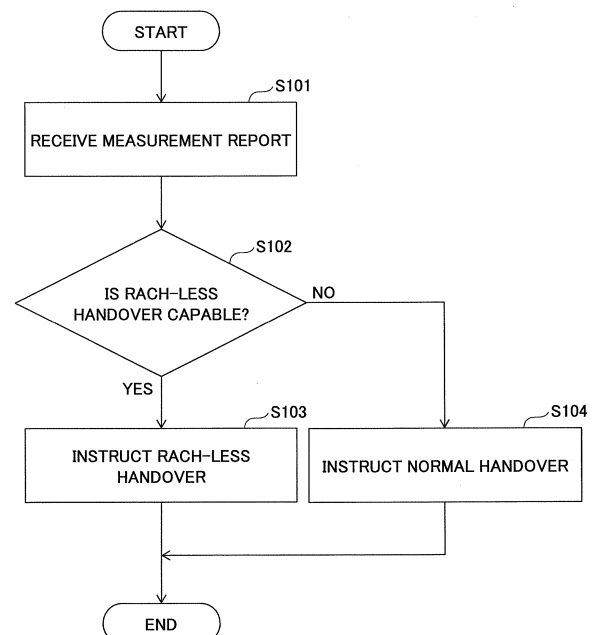 START
S101
RECEIVE MEASUREMENT REPORT
S102
IS RACH-LESS
HANDOVER CAPABLE?
NO
YES
S103
INSTRUCT RACH-LESS
HANDOVER
S104
INSTRUCT NORMAL HANDOVER
END